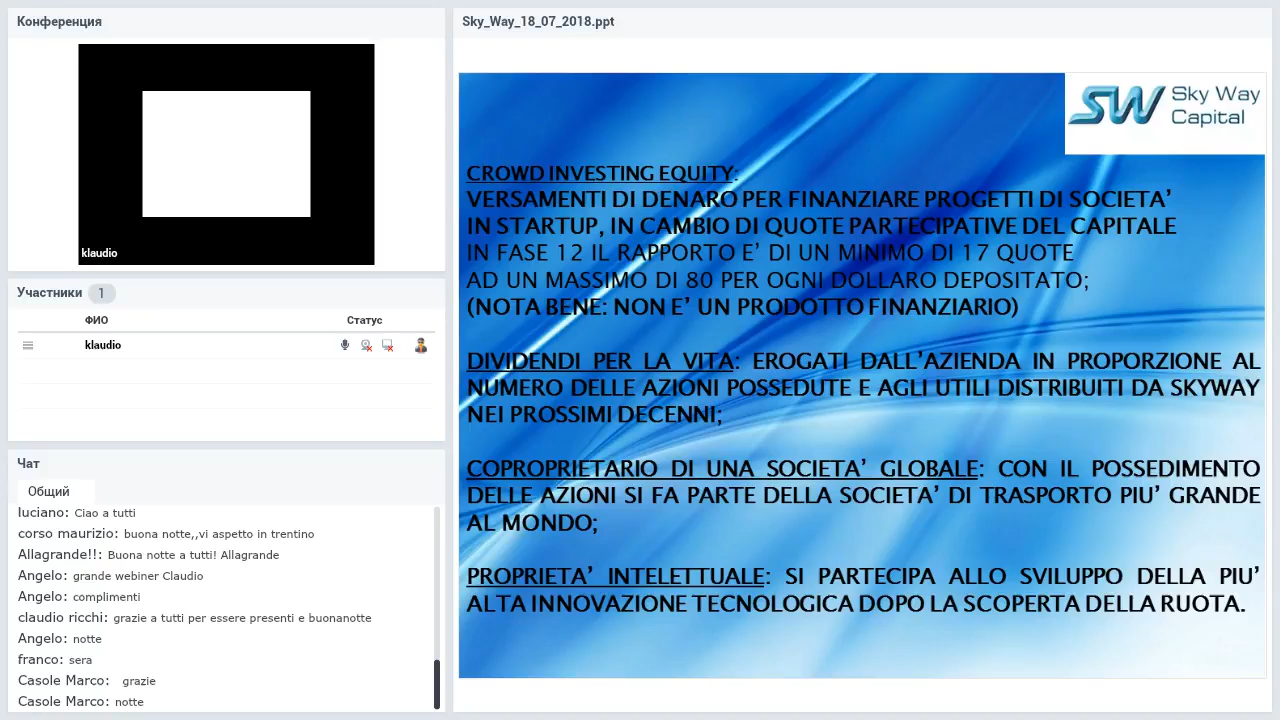 Конференция
klaudio
Участники 1
ФИО Статус
klaudio
Чат
Общий
luciano: Ciao a tutti
corso maurizio: buona notte,,vi aspetto in trentino
Allagrande!!: Buona notte a tutti! Allagrande
Angelo: grande webiner Claudio
Angelo: complimenti
claudio ricchi: grazie a tutti per essere presenti e buonanotte
Angelo: notte
franco: sera
Casole Marco: grazie
Casole Marco: notte
Sky_Way_18_07_2018.ppt
SW Sky Way
Capital
CROWD INVESTING EQUITY:
VERSAMENTI DI DENARO PER FINANZIARE PROGETTI DI SOCIETA'
IN STARTUP, IN CAMBIO DI QUOTE PARTECIPATIVE DEL CAPITALE
IN FASE 12 IL RAPPORTO E' DI UN MINIMO DI 17 QUOTE
AD UN MASSIMO DI 80 PER OGNI DOLLARO DEPOSITATO;
(NOTA BENE: NON E' UN PRODOTTO FINANZIARIO)
DIVIDENDI PER LA VITA: EROGATI DALL'AZIENDA IN PROPORZIONE AL
NUMERO DELLE AZIONI POSSEDUTE E AGLI UTILI DISTRIBUITI DA SKYWAY
NEI PROSSIMI DECENNI;
COPROPRIETARIO DI UNA SOCIETA' GLOBALE: CON IL POSSEDIMENTO
DELLE AZIONI SI FA PARTE DELLA SOCIETA' DI TRASPORTO PIU' GRANDE
AL MONDO;
PROPRIETA' INTELETTUALE: SI PARTECIPA ALLO SVILUPPO DELLA PIU'
ALTA INNOVAZIONE TECNOLOGICA DOPO LA SCOPERTA DELLA RUOTA.